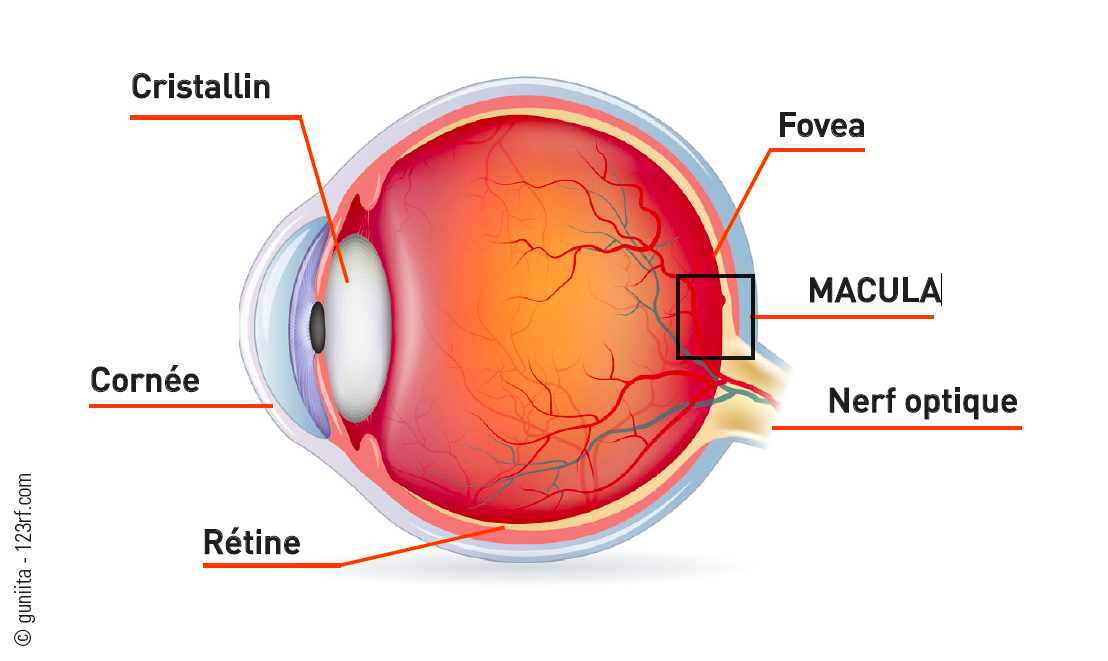 Cristallin
Fovea
MACULA
Cornée
Nerf optique
Rétine
© guniita - 123rf.com